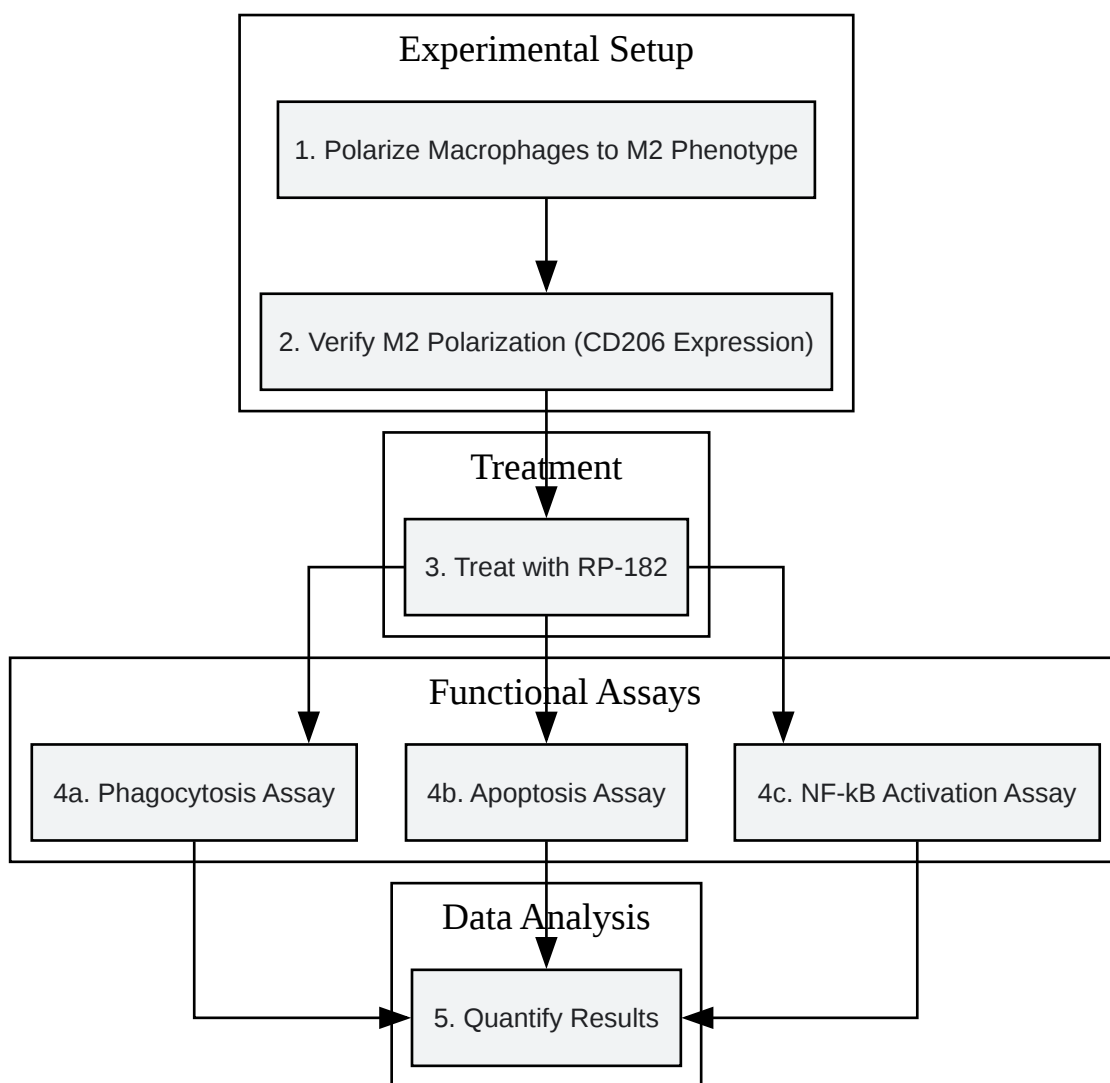 Experimental Setup
1. Polarize Macrophages to M2 Phenotype
2. Verify M2 Polarization (CD206 Expression)
Treatment
3. Treat with RP-182
Functional Assays
4a. Phagocytosis Assay
4b. Apoptosis Assay
4c. NF-kB Activation Assay
Data Analysis
5. Quantify Results